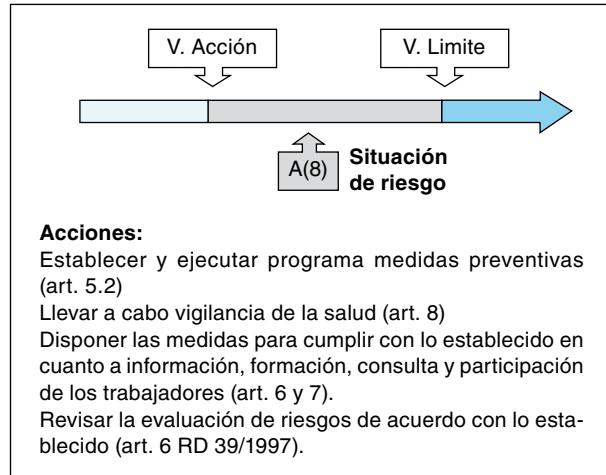 V. Acción
V. Limite
A(8)
Situación
de riesgo
Acciones:
Establecer y ejecutar programa medidas preventivas
(art. 5.2)
Llevar a cabo vigilancia de la salud (art. 8)
Disponer las medidas para cumplir con lo establecido en
cuanto a información, formación, consulta y participación
de los trabajadores (art. 6 y 7).
Revisar la evaluación de riesgos de acuerdo con lo esta-
blecido (art. 6 RD 39/1997).